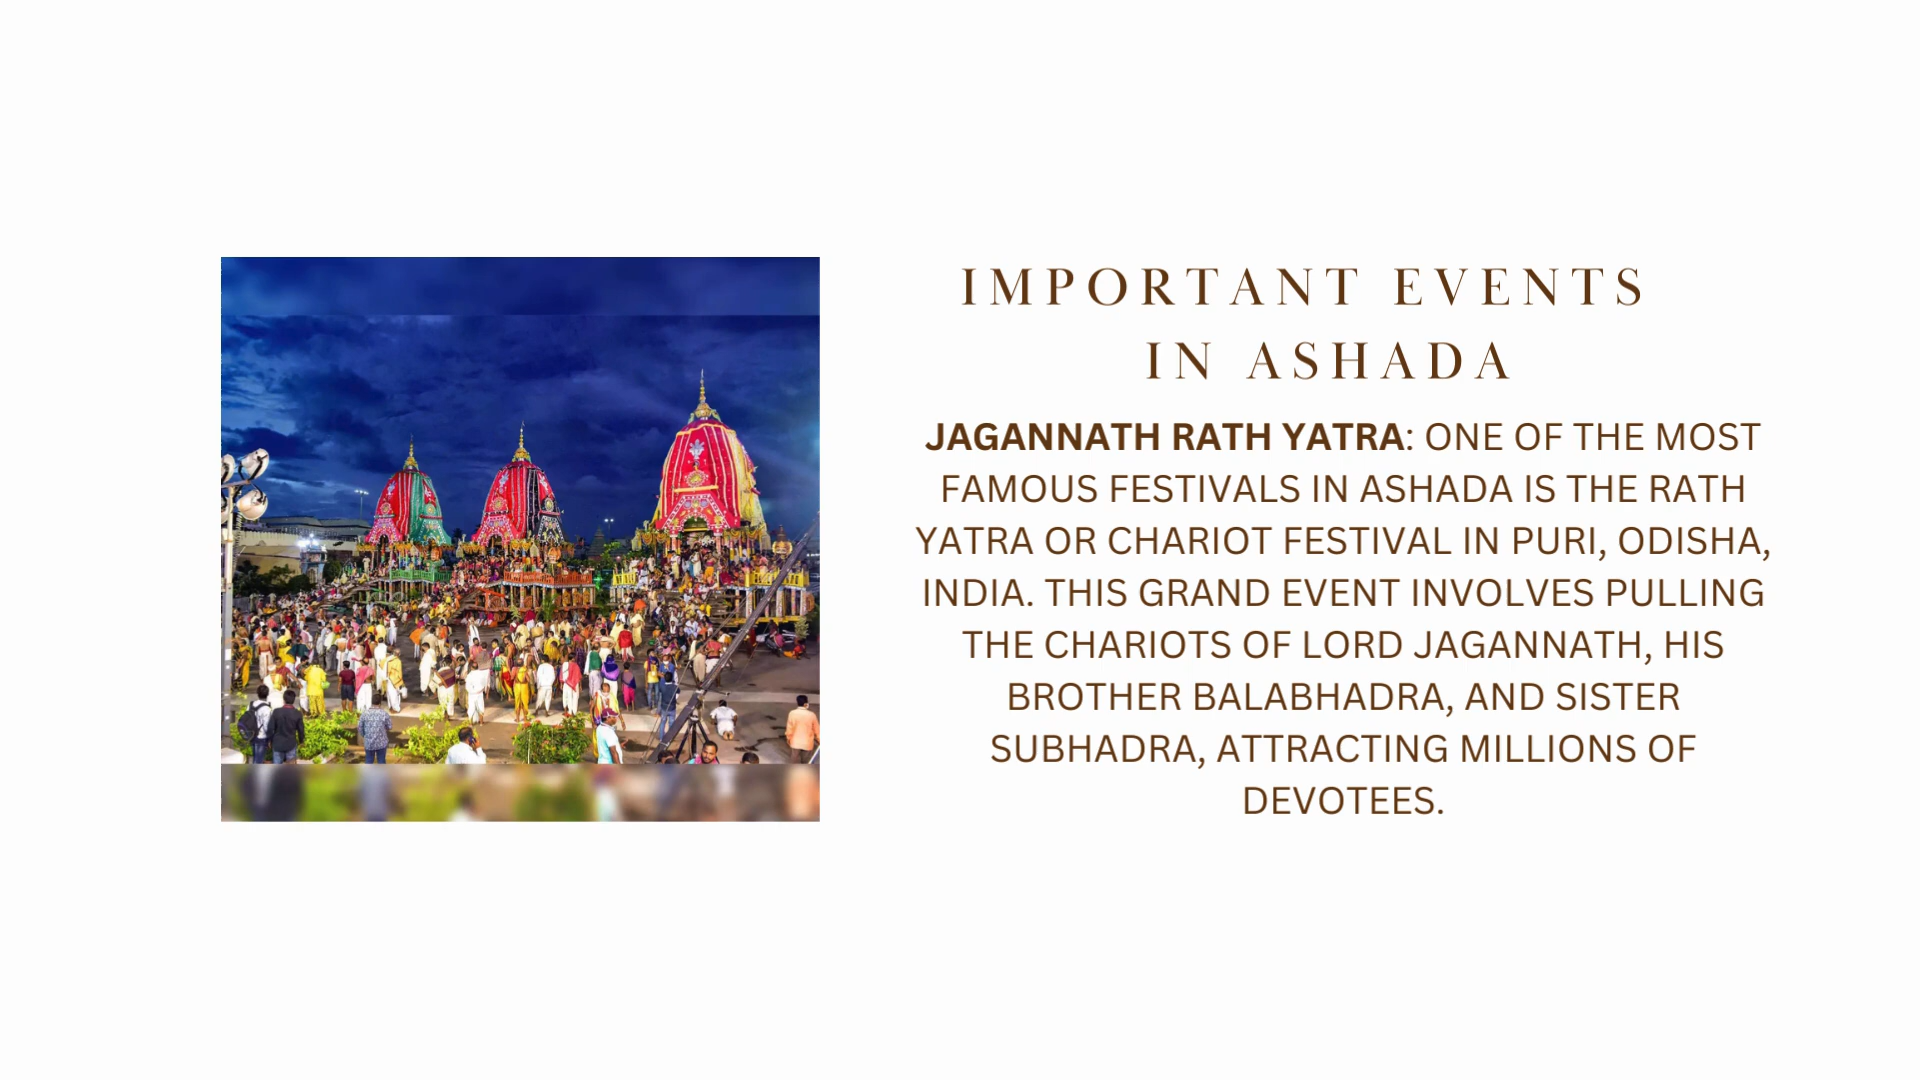 IMPORTANT EVENTS
IN ASHADA
JAGANNATH RATH YATRA: ONE OF THE MOST
FAMOUS FESTIVALS IN ASHADA IS THE RATH
YATRA OR CHARIOT FESTIVAL IN PURI, ODISHA,
INDIA. THIS GRAND EVENT INVOLVES PULLING
THE CHARIOTS OF LORD JAGANNATH, HIS
BROTHER BALABHADRA, AND SISTER
SUBHADRA, ATTRACTING MILLIONS OF
DEVOTEES.